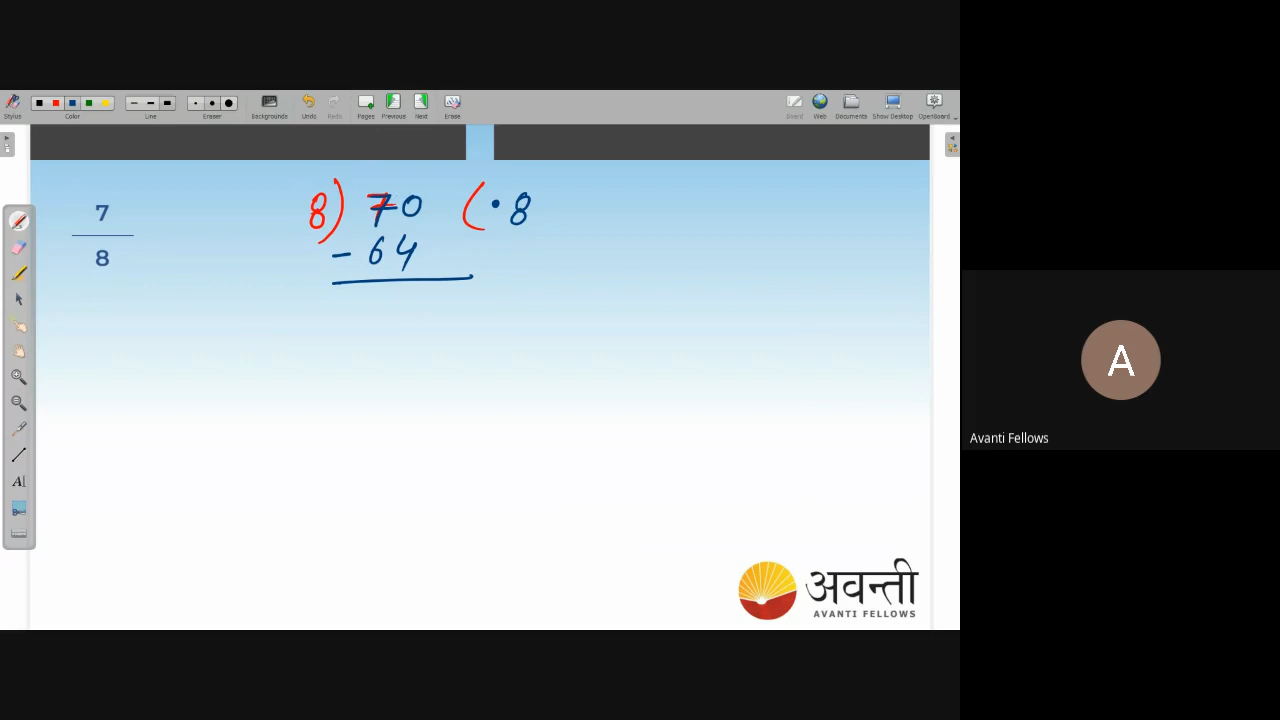 Stylus Color Line Eraser Backgrounds Undo Redo Pages Previous Next Erase Board Web Documents Show Desktop OpenBoard
7
8
8) 70 ( .8
- 64
A
Avanti Fellows
अवन्ती
AVANTI FELLOWS